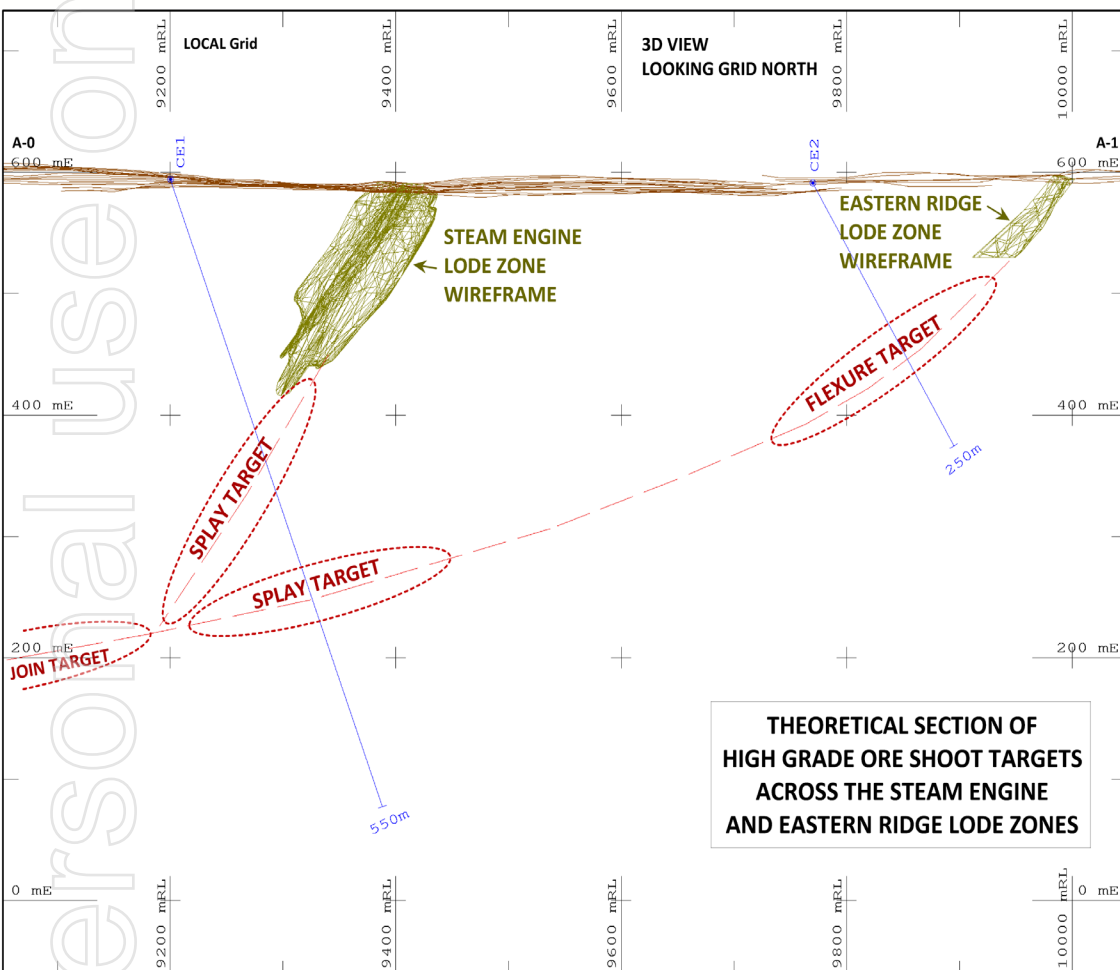 9200 mRL
9400 mRL
9600 mRL
9800 mRL
10000 mRL
LOCAL Grid
3D VIEW
LOOKING GRID NORTH
A-0
A-1
600 mE
600 mE
CE1
CE2
STEAM ENGINE
LODE ZONE
WIREFRAME
EASTERN RIDGE
LODE ZONE
WIREFRAME
FLEXURE TARGET
400 mE
400 mE
250m
SPLAY TARGET
SPLAY TARGET
200 mE
200 mE
JOIN TARGET
550m
THEORETICAL SECTION OF
HIGH GRADE ORE SHOOT TARGETS
ACROSS THE STEAM ENGINE
AND EASTERN RIDGE LODE ZONES
0 mE
0 mE
9200 mRL
9400 mRL
9600 mRL
9800 mRL
10000 mRL
ersonal use on